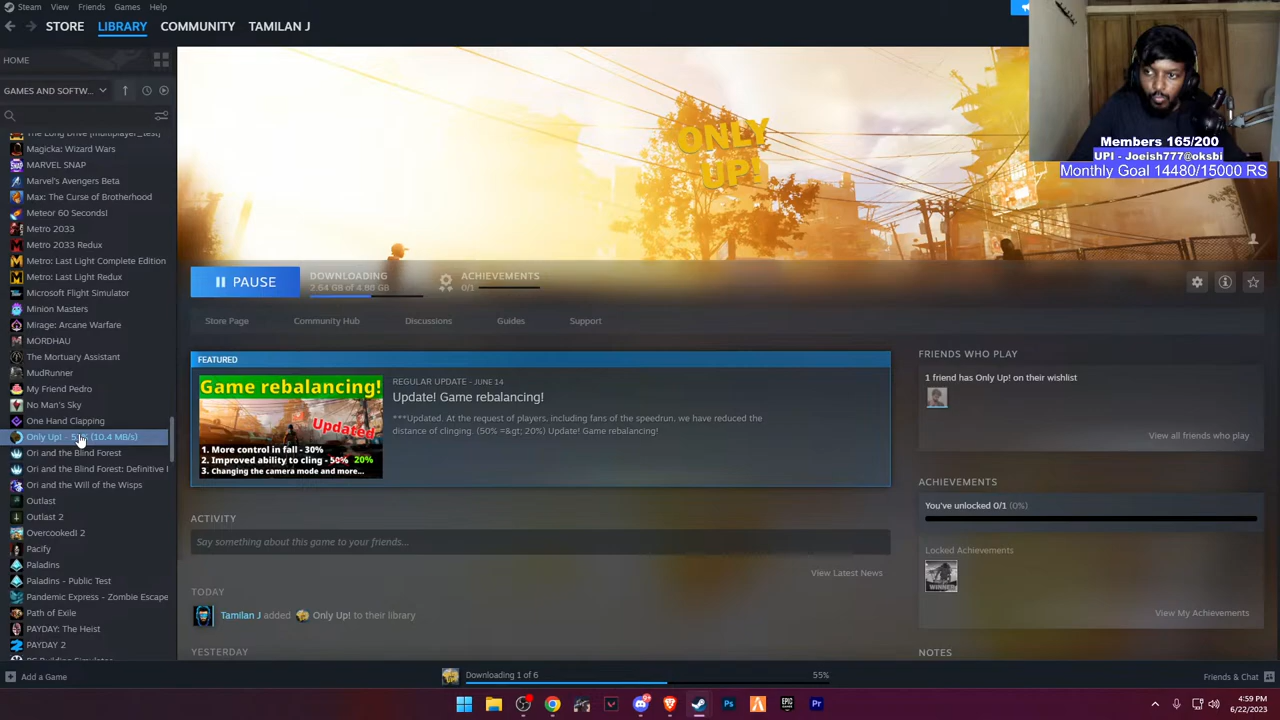 Steam View Friends Games Help
STORE LIBRARY COMMUNITY TAMILAN J
HOME
GAMES AND SOFTW...
Magicka: Wizard Wars
MARVEL SNAP
Marvel's Avengers Beta
Max: The Curse of Brotherhood
Meteor 60 Seconds!
Metro 2033
Metro 2033 Redux
Metro: Last Light Complete Edition
Metro: Last Light Redux
Microsoft Flight Simulator
Minion Masters
Mirage: Arcane Warfare
MORDHAU
The Mortuary Assistant
MudRunner
My Friend Pedro
No Man's Sky
One Hand Clapping
Only Up! - (10.4 MB/s)
Ori and the Blind Forest
Ori and the Blind Forest: Definitive
Ori and the Will of the Wisps
Outlast
Outlast 2
Overcooked! 2
Pacify
Paladins
Paladins - Public Test
Pandemic Express - Zombie Escape
Path of Exile
PAYDAY: The Heist
PAYDAY 2
Add a Game
ONLY
UP!
Members 165/200
UPI - Joeish777@oksbi
Monthly Goal 14480/15000 RS
PAUSE
DOWNLOADING
2.64 GB of 4.88 GB
ACHIEVEMENTS
0/1
Store Page Community Hub Discussions Guides Support
FEATURED
Game rebalancing!
Updated
1. More control in fall - 30%
2. Improved ability to cling - 50% 20%
3. Changing the camera mode and more...
REGULAR UPDATE - JUNE 14
Update! Game rebalancing!
***Updated. At the request of players, including fans of the speedrun, we have reduced the
distance of clinging. (50% =&gt; 20%) Update! Game rebalancing!
ACTIVITY
Say something about this game to your friends...
View Latest News
TODAY
Tamilan J added Only Up! to their library
YESTERDAY
FRIENDS WHO PLAY
1 friend has Only Up! on their wishlist
View all friends who play
ACHIEVEMENTS
You've unlocked 0/1 (0%)
Locked Achievements
WINNER
View My Achievements
NOTES
Downloading 1 of 6 55%
Friends & Chat
4:59 PM
6/22/2023